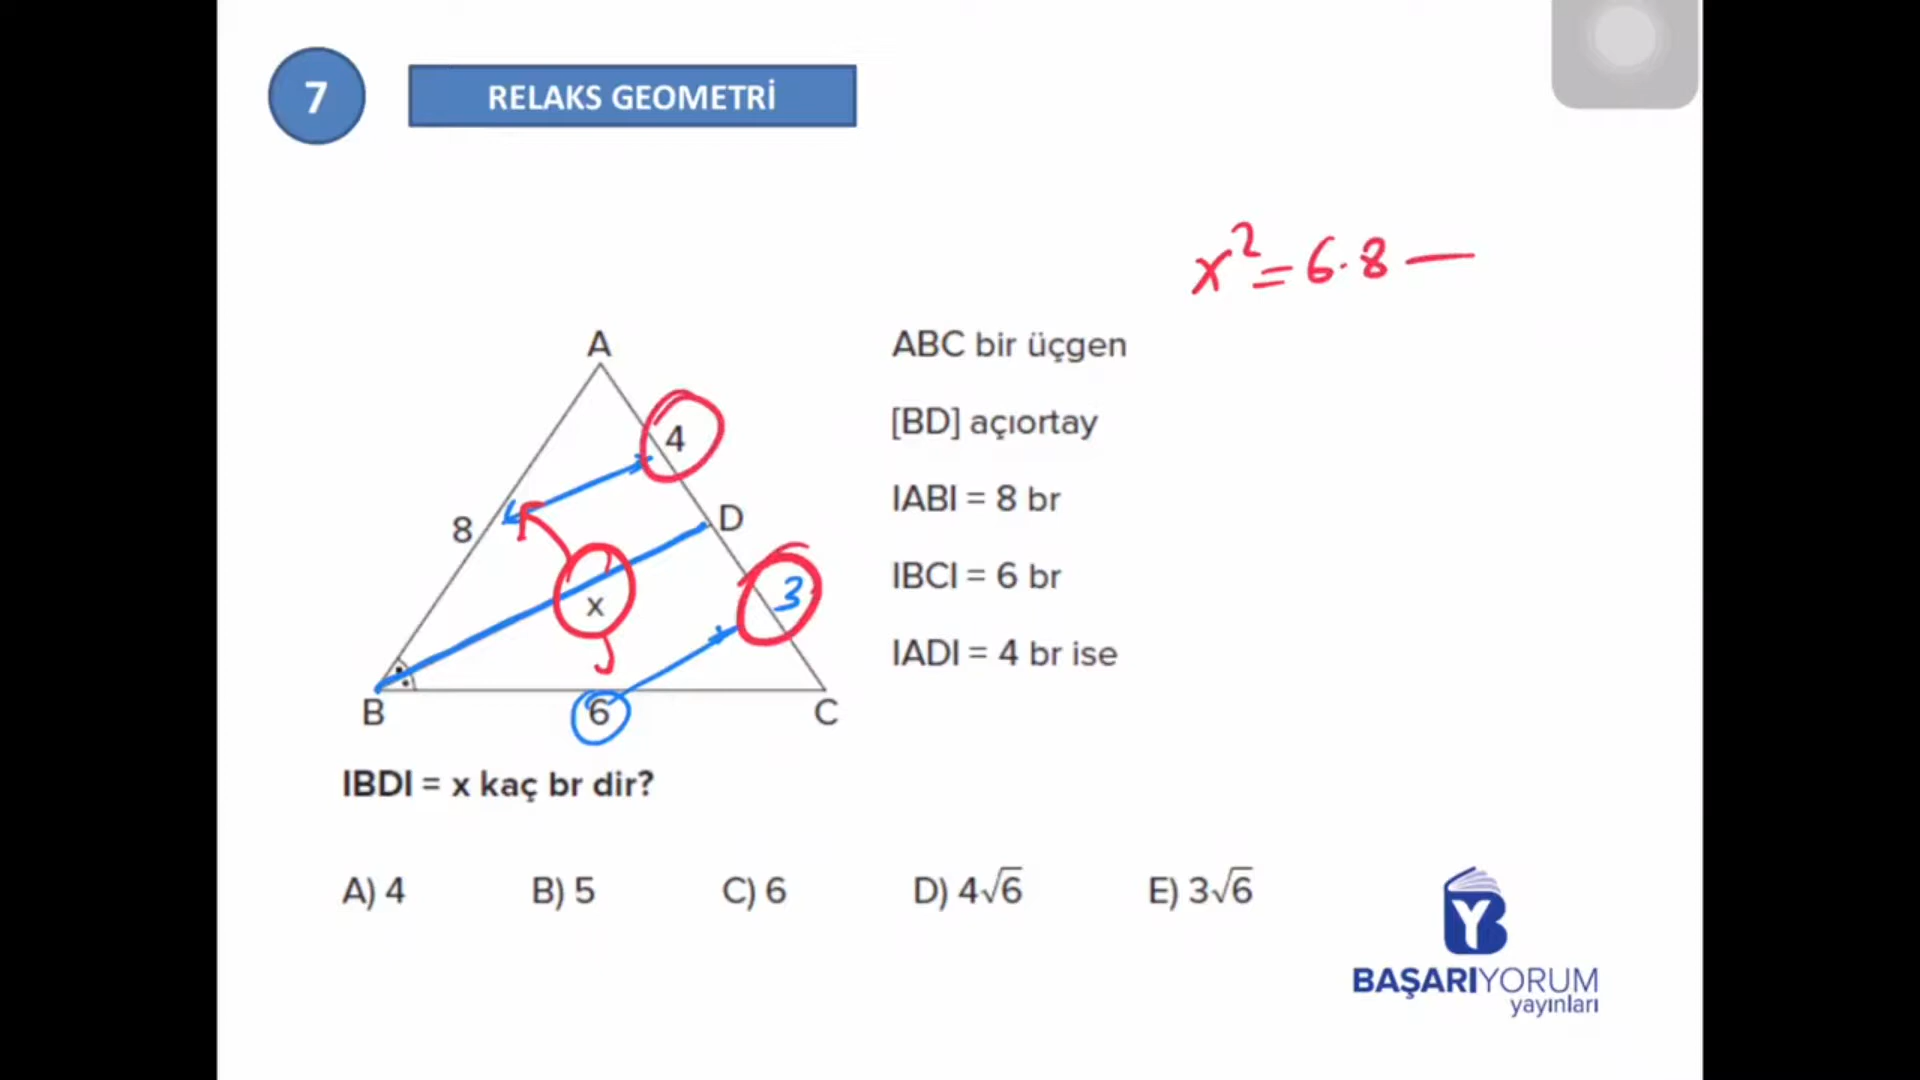 7
RELAKS GEOMETRİ
x²=6.8—
A
ABC bir üçgen
4
[BD] açıortay
8
D
IABI = 8 br
x
3
IBCI = 6 br
IADI = 4 br ise
B
6
C
IBDI = x kaç br dir?
A) 4 B) 5 C) 6 D) 4√6 E) 3√6
BY
BAŞARIYORUM
yayınları